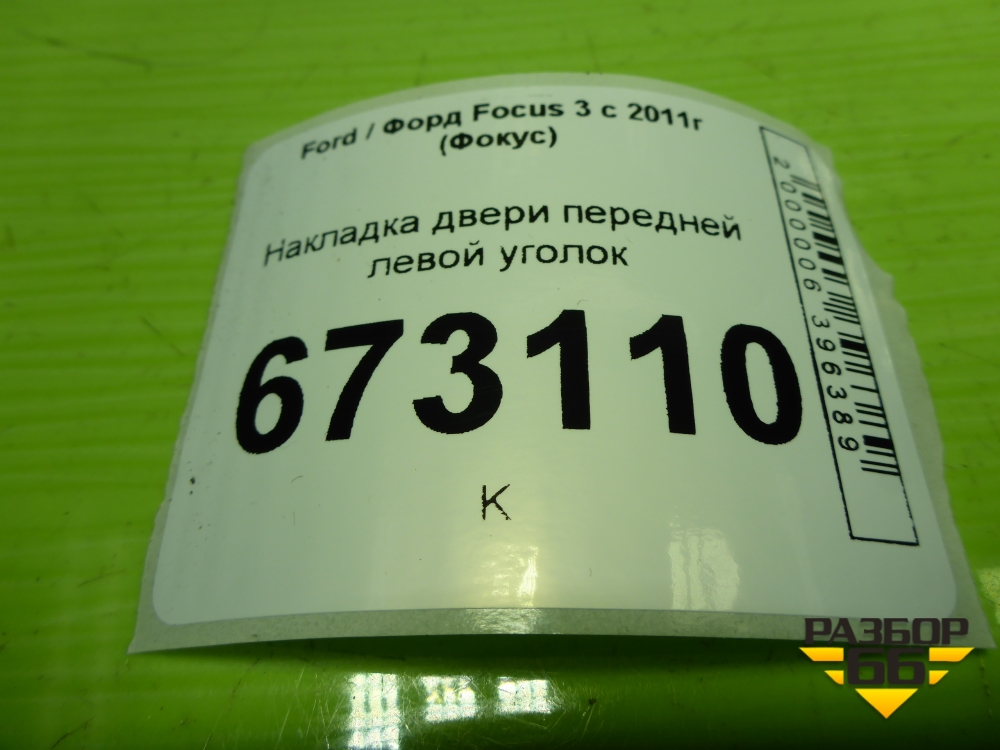 Ford / Форд Focus 3 с 2011г
(Фокус)
Накладка двери передней
левой уголок
673110
К
2000006396389
РАЗБОР
66